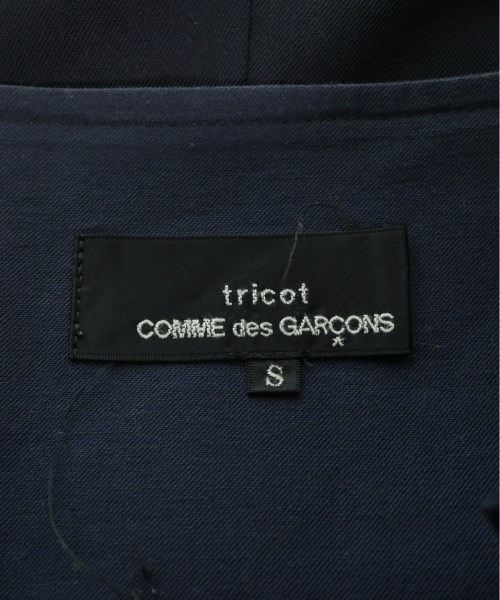 tricot
COMME des GARÇONS
★
S